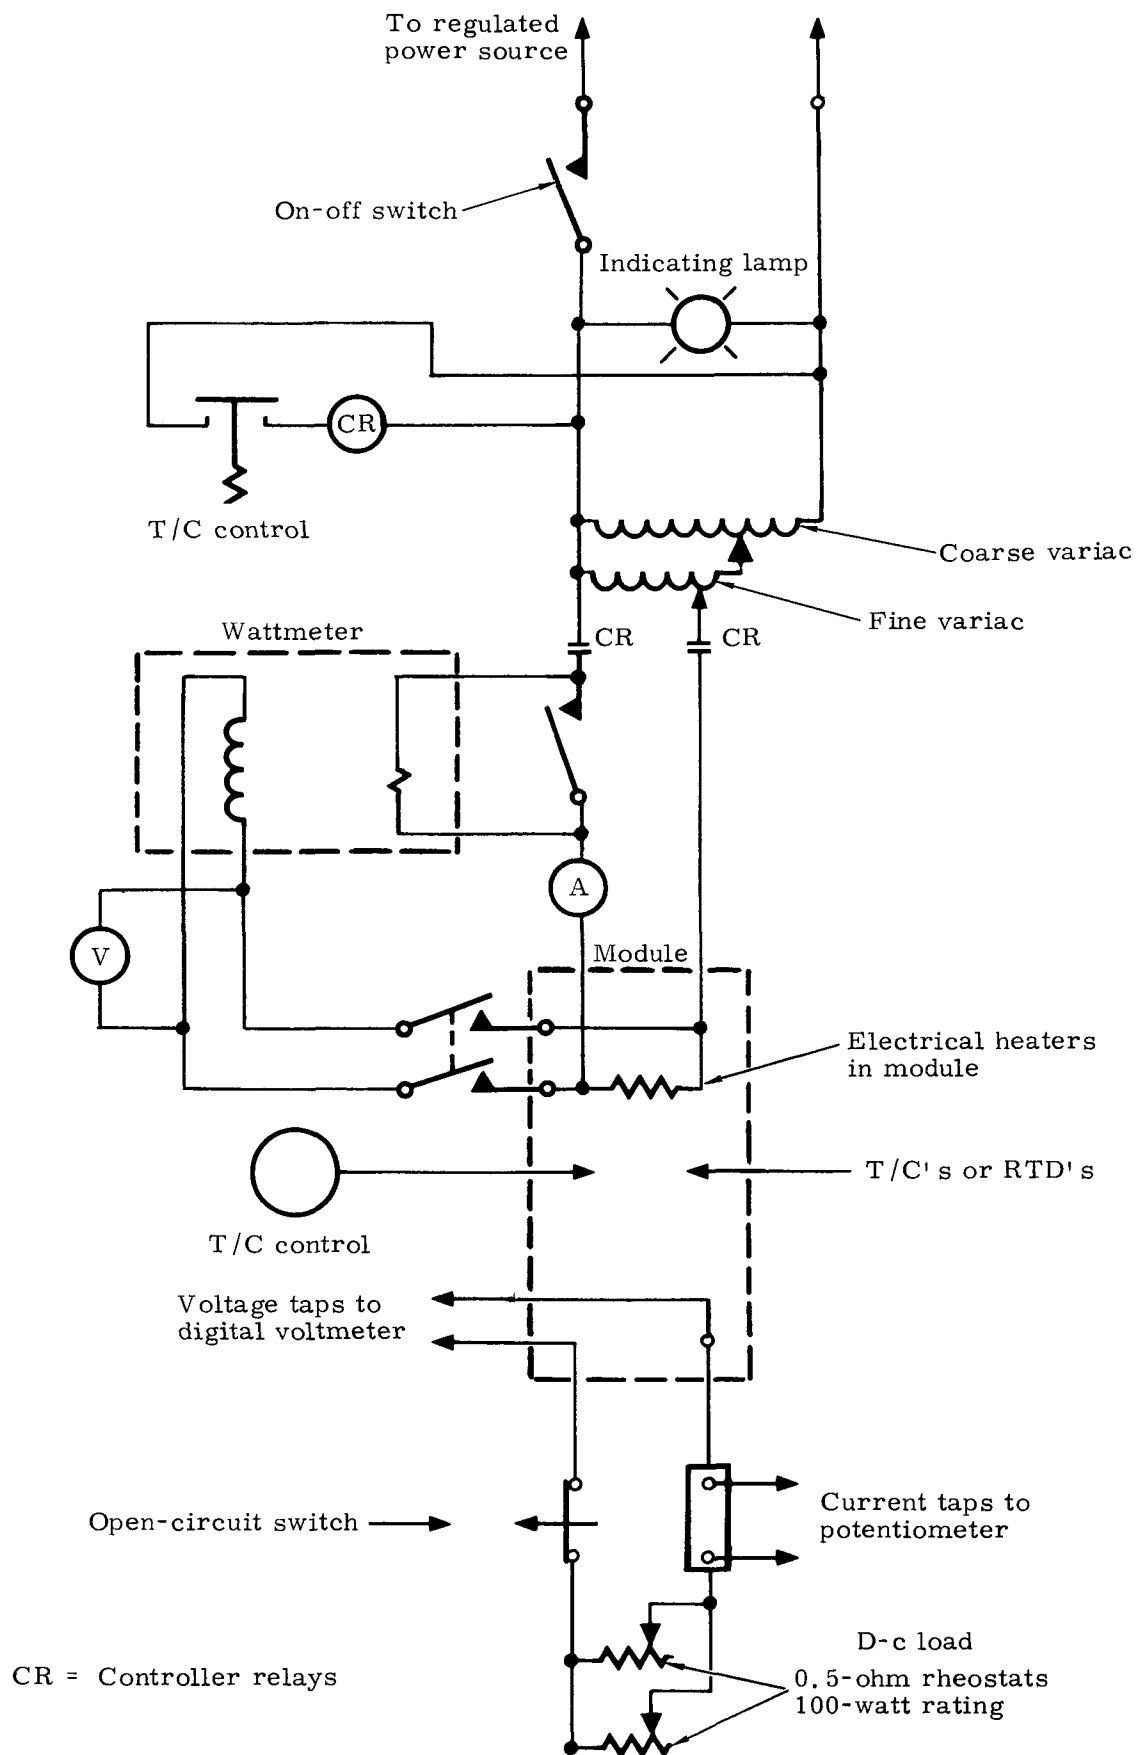 To regulated
power source
On-off switch
Indicating lamp
CR
T/C control
Coarse variac
Fine variac
Wattmeter
CR
CR
A
V
Module
Electrical heaters
in module
T/C's or RTD's
T/C control
Voltage taps to
digital voltmeter
Open-circuit switch
Current taps to
potentiometer
D-c load
0.5-ohm rheostats
100-watt rating
CR = Controller relays